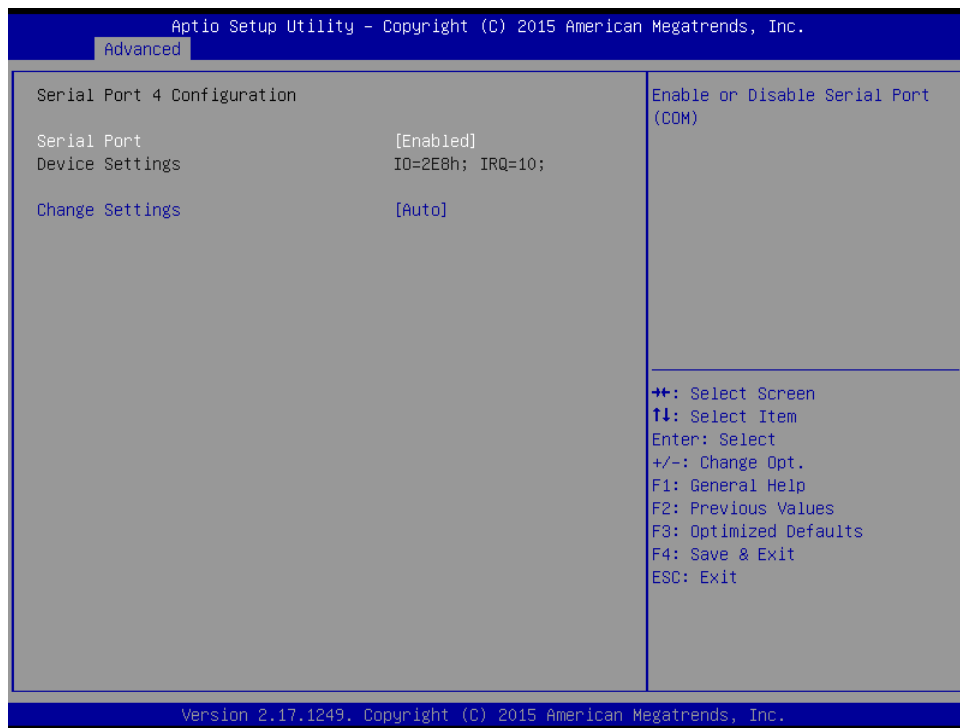 Aptio Setup Utility – Copyright (C) 2015 American Megatrends, Inc.
Advanced
Serial Port 4 Configuration
Serial Port [Enabled]
Device Settings IO=2E8h; IRQ=10;
Change Settings [Auto]
Enable or Disable Serial Port
(COM)
→←: Select Screen
↑↓: Select Item
Enter: Select
+/-: Change Opt.
F1: General Help
F2: Previous Values
F3: Optimized Defaults
F4: Save & Exit
ESC: Exit
Version 2.17.1249. Copyright (C) 2015 American Megatrends, Inc.